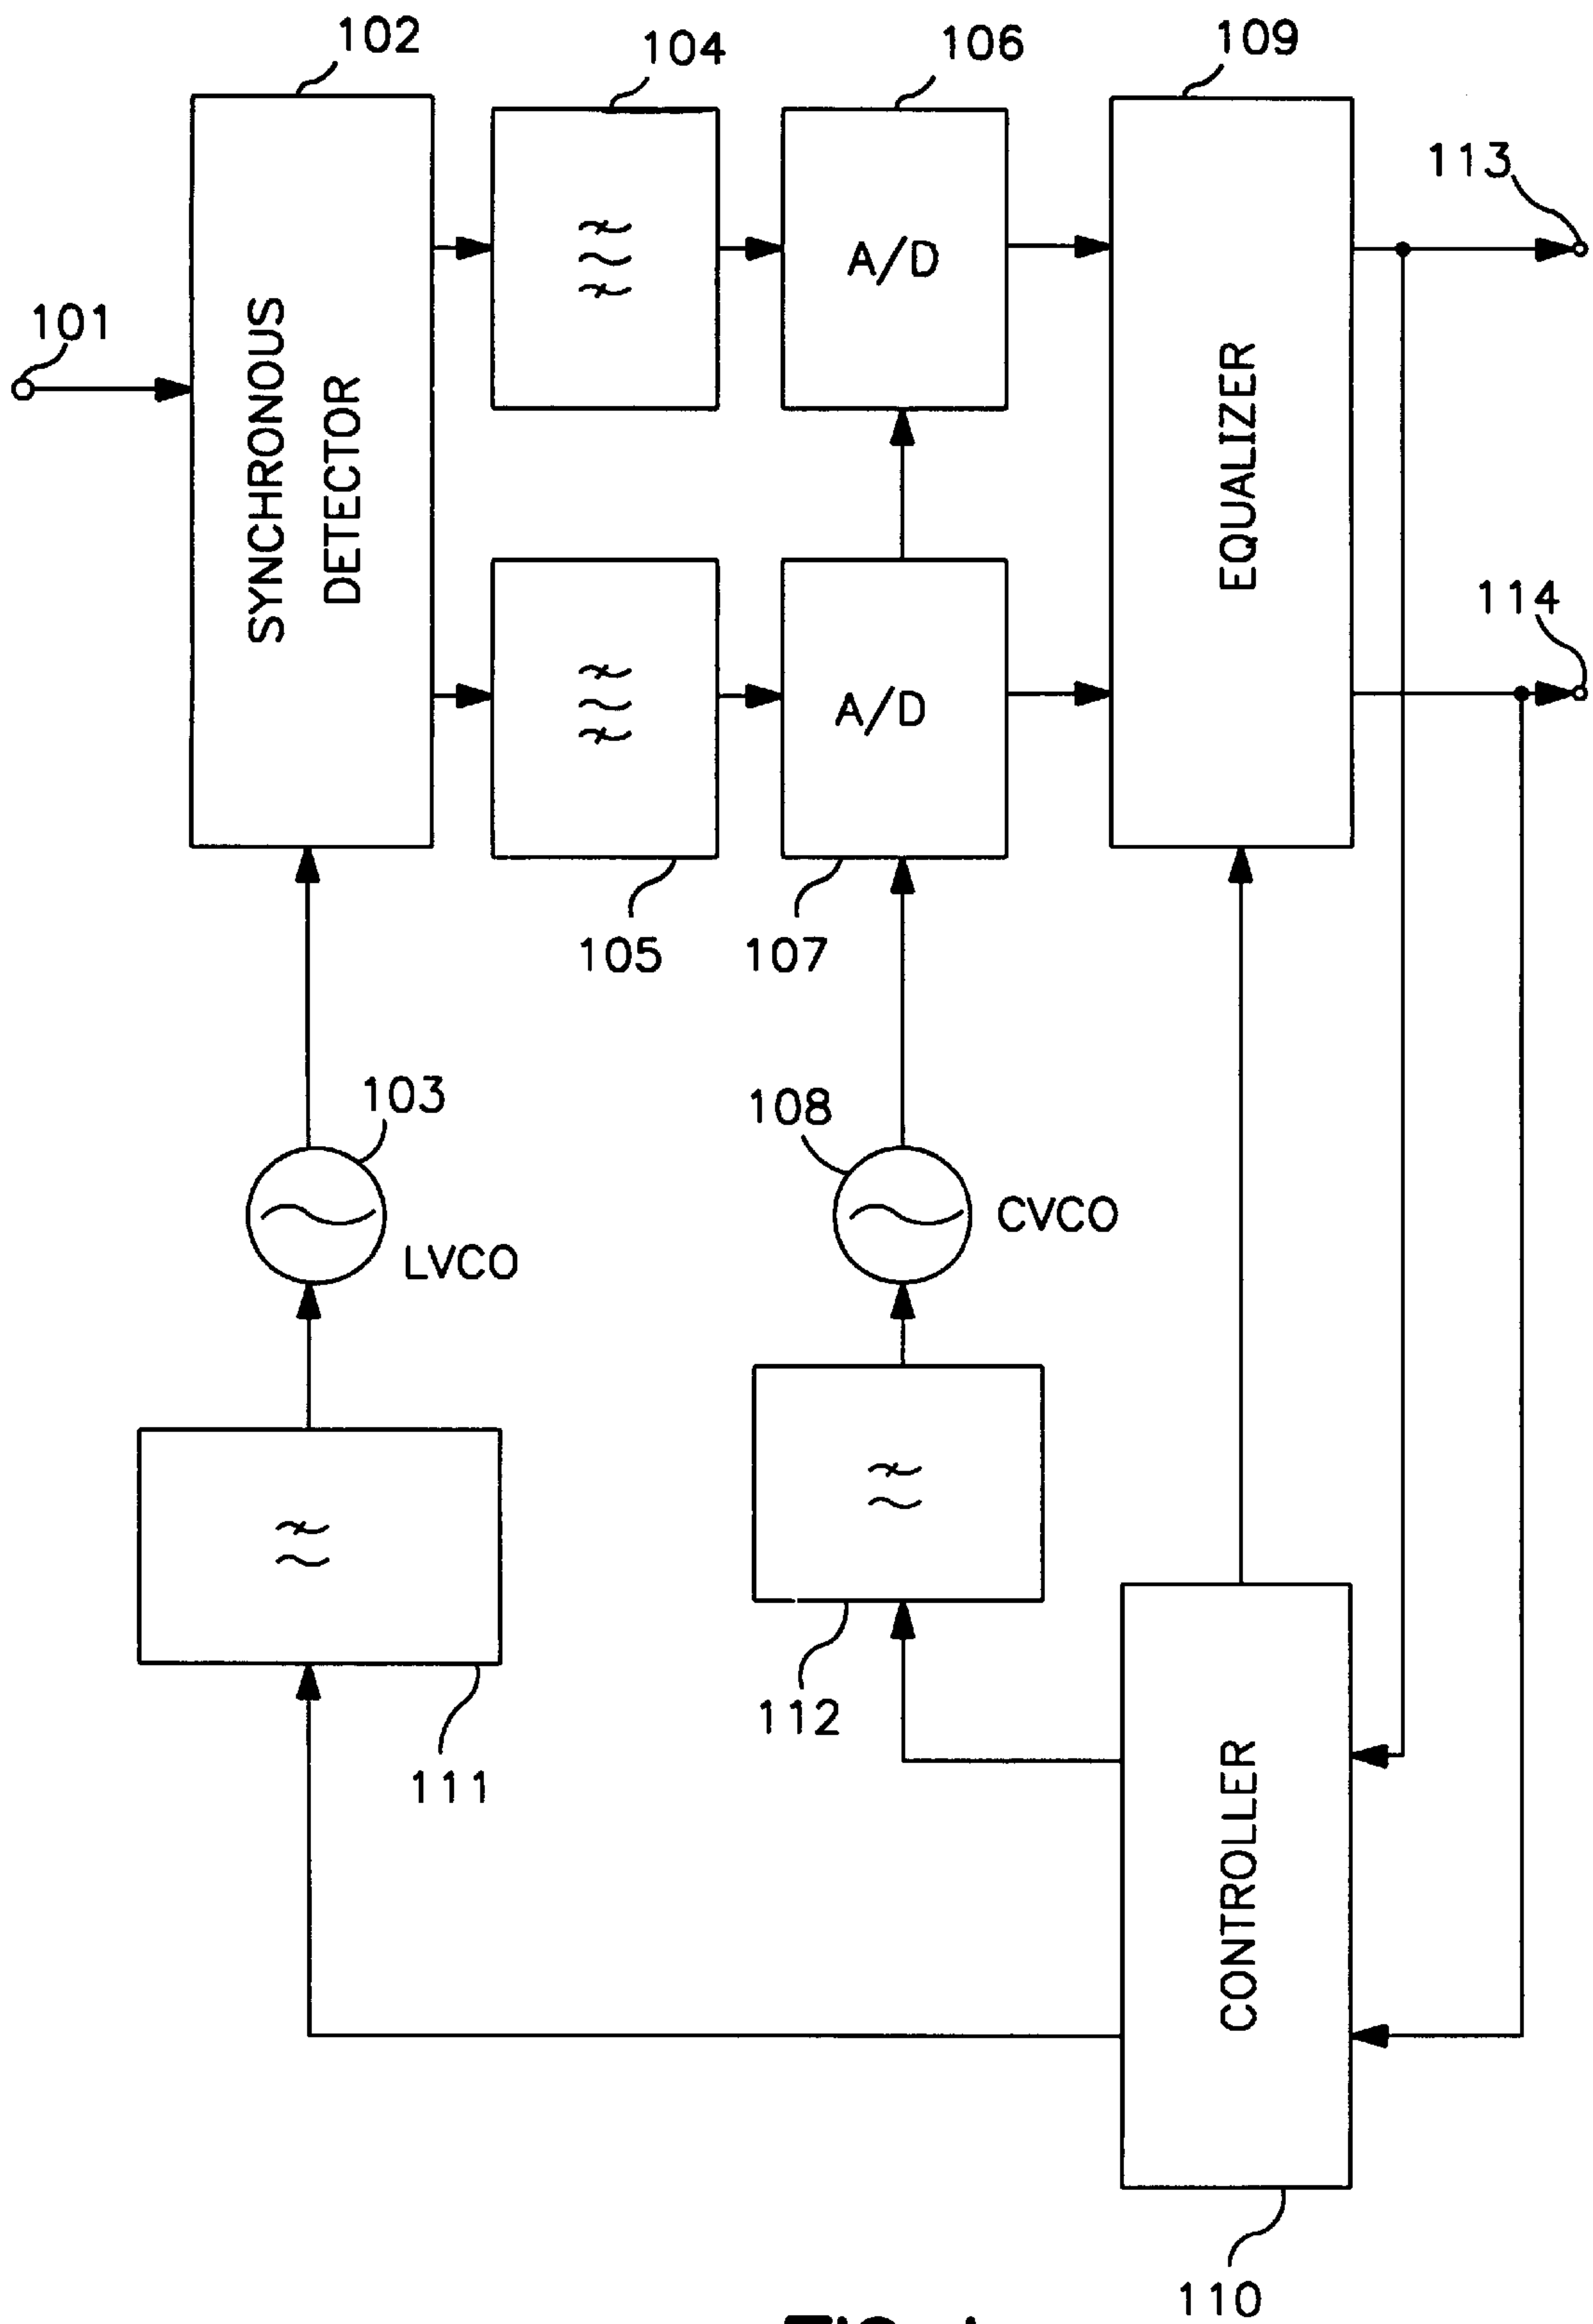 102
104
106
109
113
101
SYNCHRONOUS
DETECTOR
A/D
EQUALIZER
114
A/D
105
107
103
108
LVCO
CVCO
112
111
CONTROLLER
110